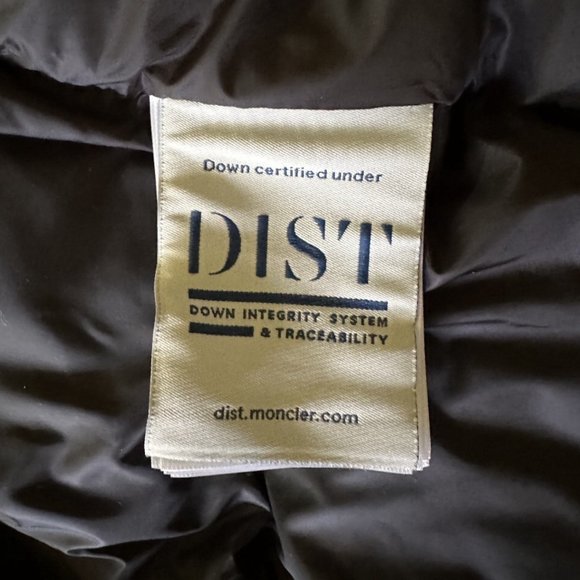 Down certified under
DIST
DOWN INTEGRITY SYSTEM
& TRACEABILITY
dist.moncler.com